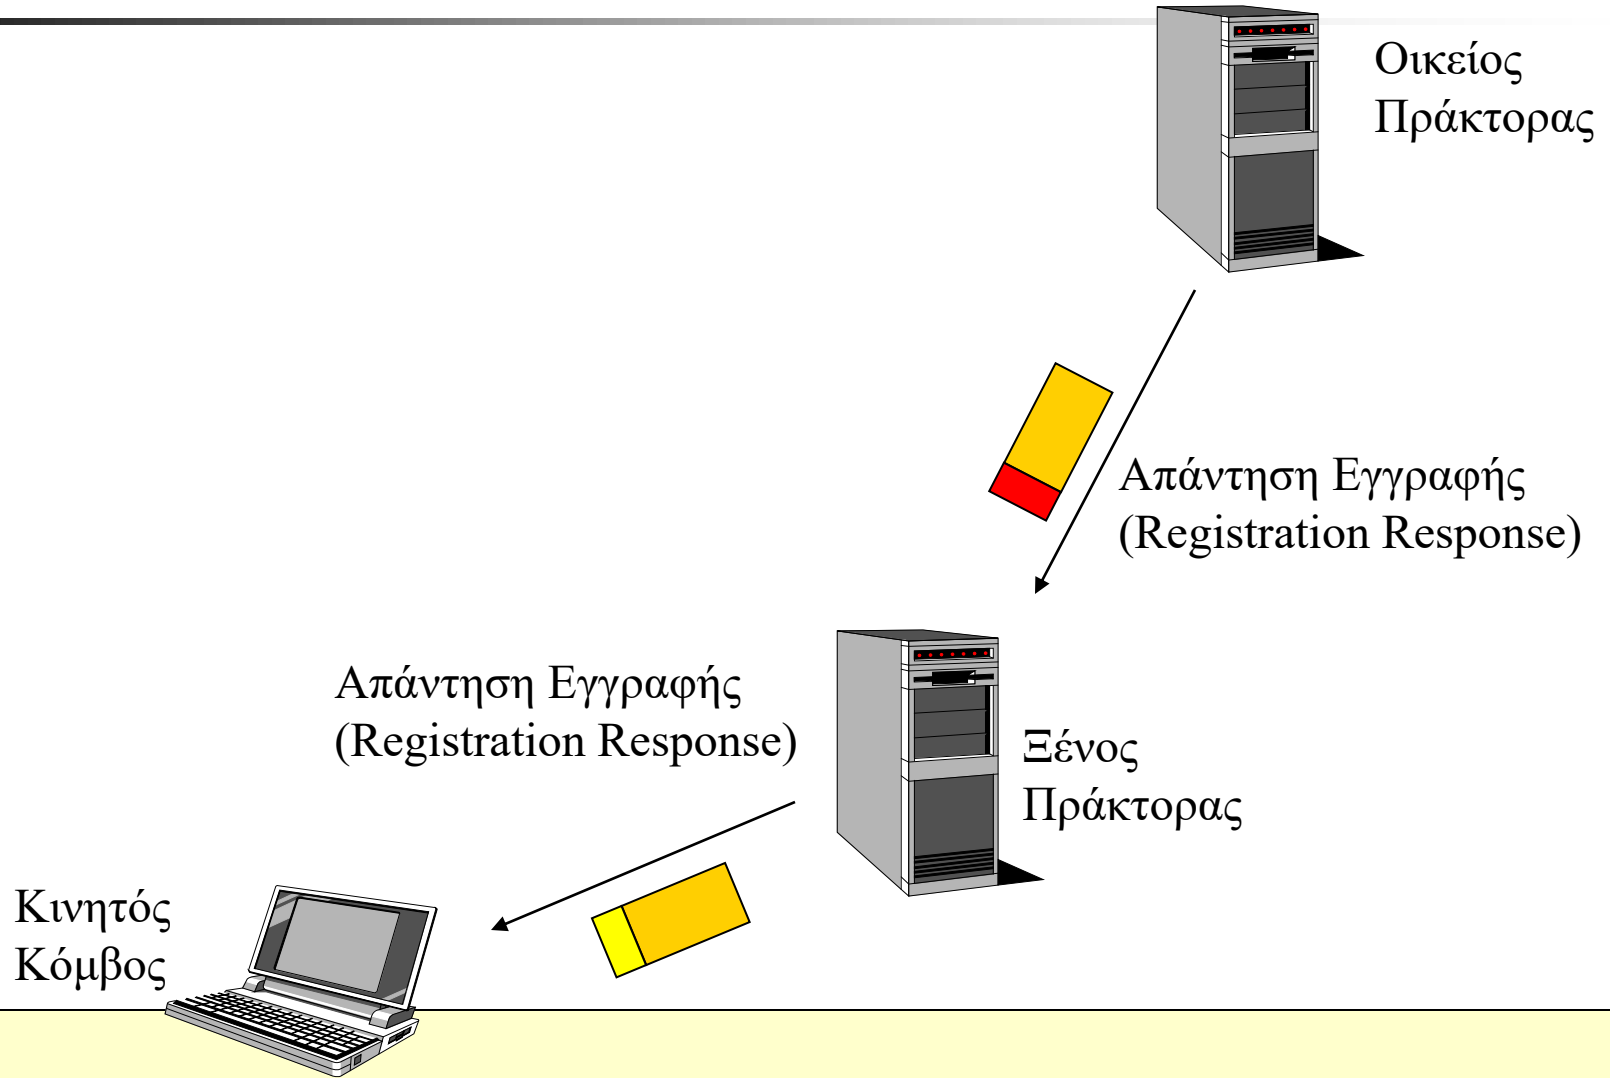 Οικείος
Πράκτορας
Απάντηση Εγγραφής
(Registration Response)
Απάντηση Εγγραφής
(Registration Response)
Ξένος
Πράκτορας
Κινητός
Κόμβος